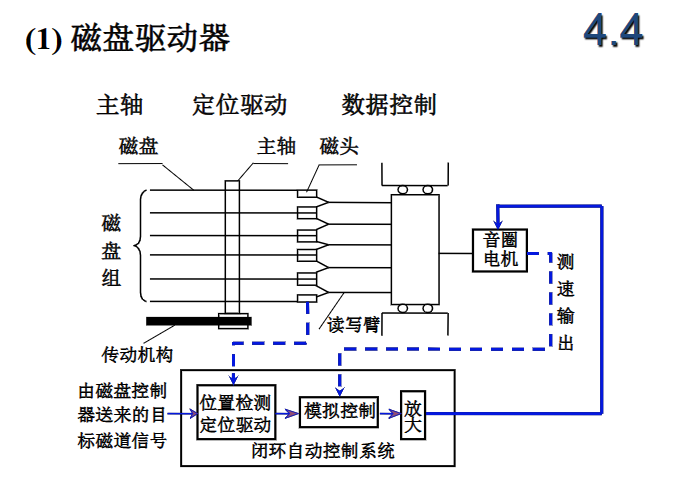 (1) 磁盘驱动器
4.4
主轴 定位驱动 数据控制
磁盘 主轴 磁头
磁盘组
音圈
电机
测速输出
读写臂
传动机构
由磁盘控制
器送来的目
标磁道信号
位置检测
定位驱动
模拟控制
放大
闭环自动控制系统